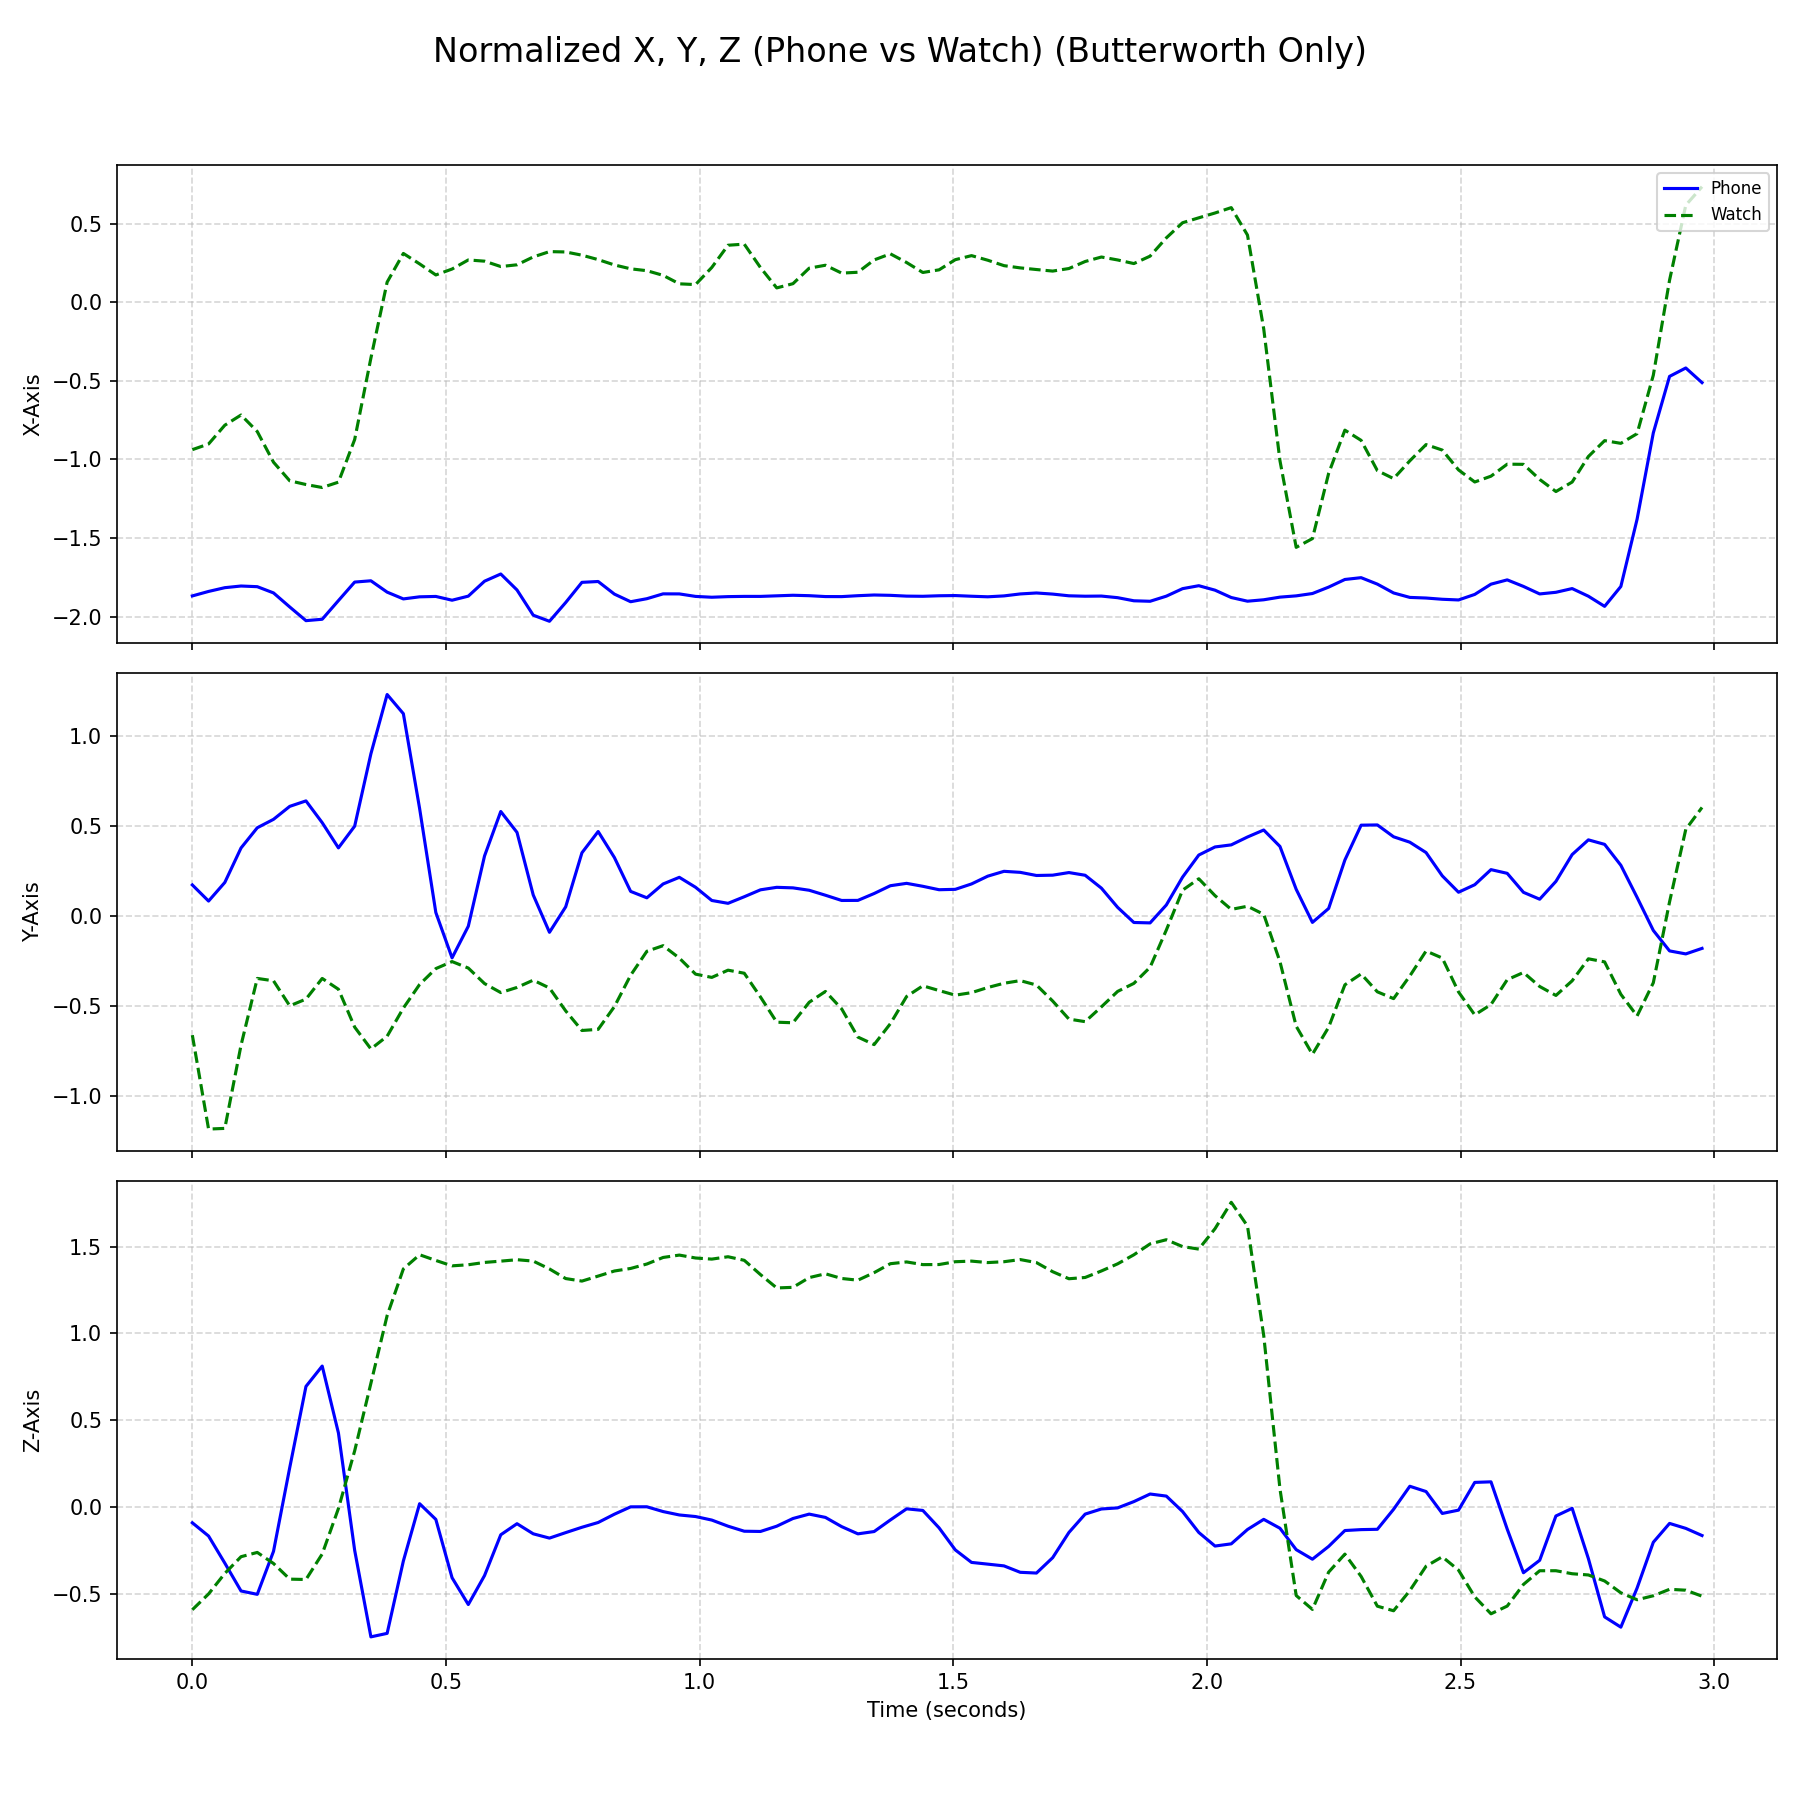 Normalized X, Y, Z (Phone vs Watch) (Butterworth Only)
Phone
Watch
0.5
0.0
−0.5
−1.0
−1.5
−2.0
X-Axis
1.0
0.5
0.0
−0.5
−1.0
Y-Axis
1.5
1.0
0.5
0.0
−0.5
Z-Axis
0.0 0.5 1.0 1.5 2.0 2.5 3.0
Time (seconds)